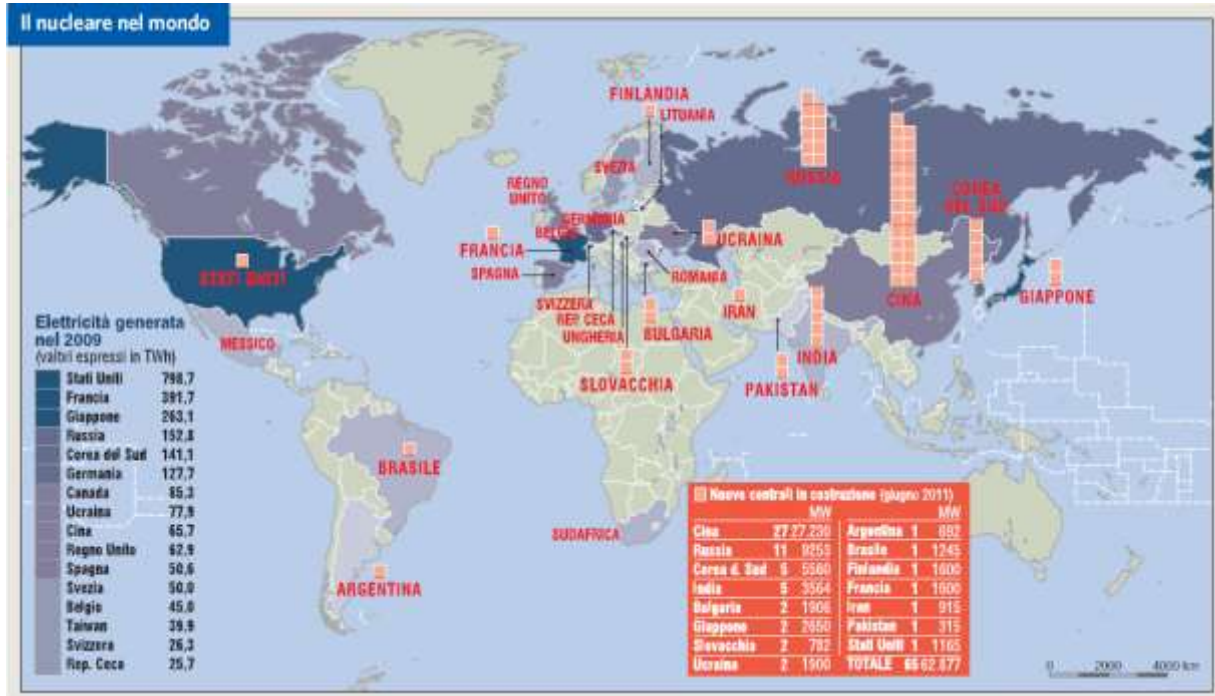 Il nucleare nel mondo
FINLANDIA
LITUANIA
SVEZIA
RUSSIA
REGNO
UNITO
GERMANIA
BELGIO
COREA
DEL SUD
UCRAINA
FRANCIA
STATI UNITI
SPAGNA
ROMANIA
SVIZZERA
REP. CECA
UNGHERIA
BULGARIA
IRAN
CINA
GIAPPONE
MESSICO
INDIA
SLOVACCHIA
PAKISTAN
BRASILE
SUDAFRICA
ARGENTINA
Elettricità generata
nel 2009
(valori espressi in TWh)
Stati Uniti 798,7
Francia 391,7
Giappone 263,1
Russia 152,8
Corea del Sud 141,1
Germania 127,7
Canada 85,3
Ucraina 77,9
Cina 65,7
Regno Unito 62,9
Spagna 50,6
Svezia 50,0
Belgio 45,0
Taiwan 39,9
Svizzera 26,3
Rep. Ceca 25,7
Nuove centrali in costruzione (giugno 2011)
MW MW
Cina 27 27.230 Argentina 1 692
Russia 11 9253 Brasile 1 1245
Corea d. Sud 5 5560 Finlandia 1 1600
India 5 3564 Francia 1 1600
Bulgaria 2 1906 Iran 1 915
Giappone 2 2650 Pakistan 1 315
Slovacchia 2 782 Stati Uniti 1 1165
Ucraina 2 1900 TOTALE 65 62.877
0 2000 4000 km